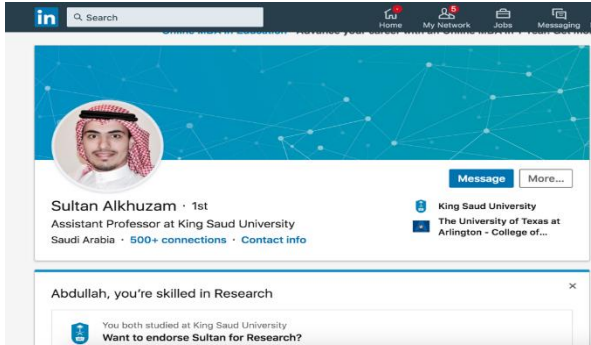 in Search
Home My Network Jobs Messaging
5
Message More...
Sultan Alkhuzam · 1st
Assistant Professor at King Saud University
Saudi Arabia · 500+ connections · Contact info
King Saud University
The University of Texas at
Arlington - College of...
Abdullah, you're skilled in Research
×
You both studied at King Saud University
Want to endorse Sultan for Research?